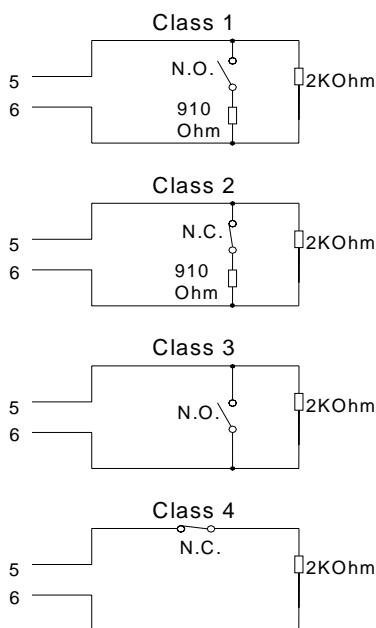 Class 1
N.O.
5
2KOhm
6
910
Ohm
Class 2
N.C.
5
2KOhm
6
910
Ohm
Class 3
5
N.O.
2KOhm
6
Class 4
N.C.
5
2KOhm
6